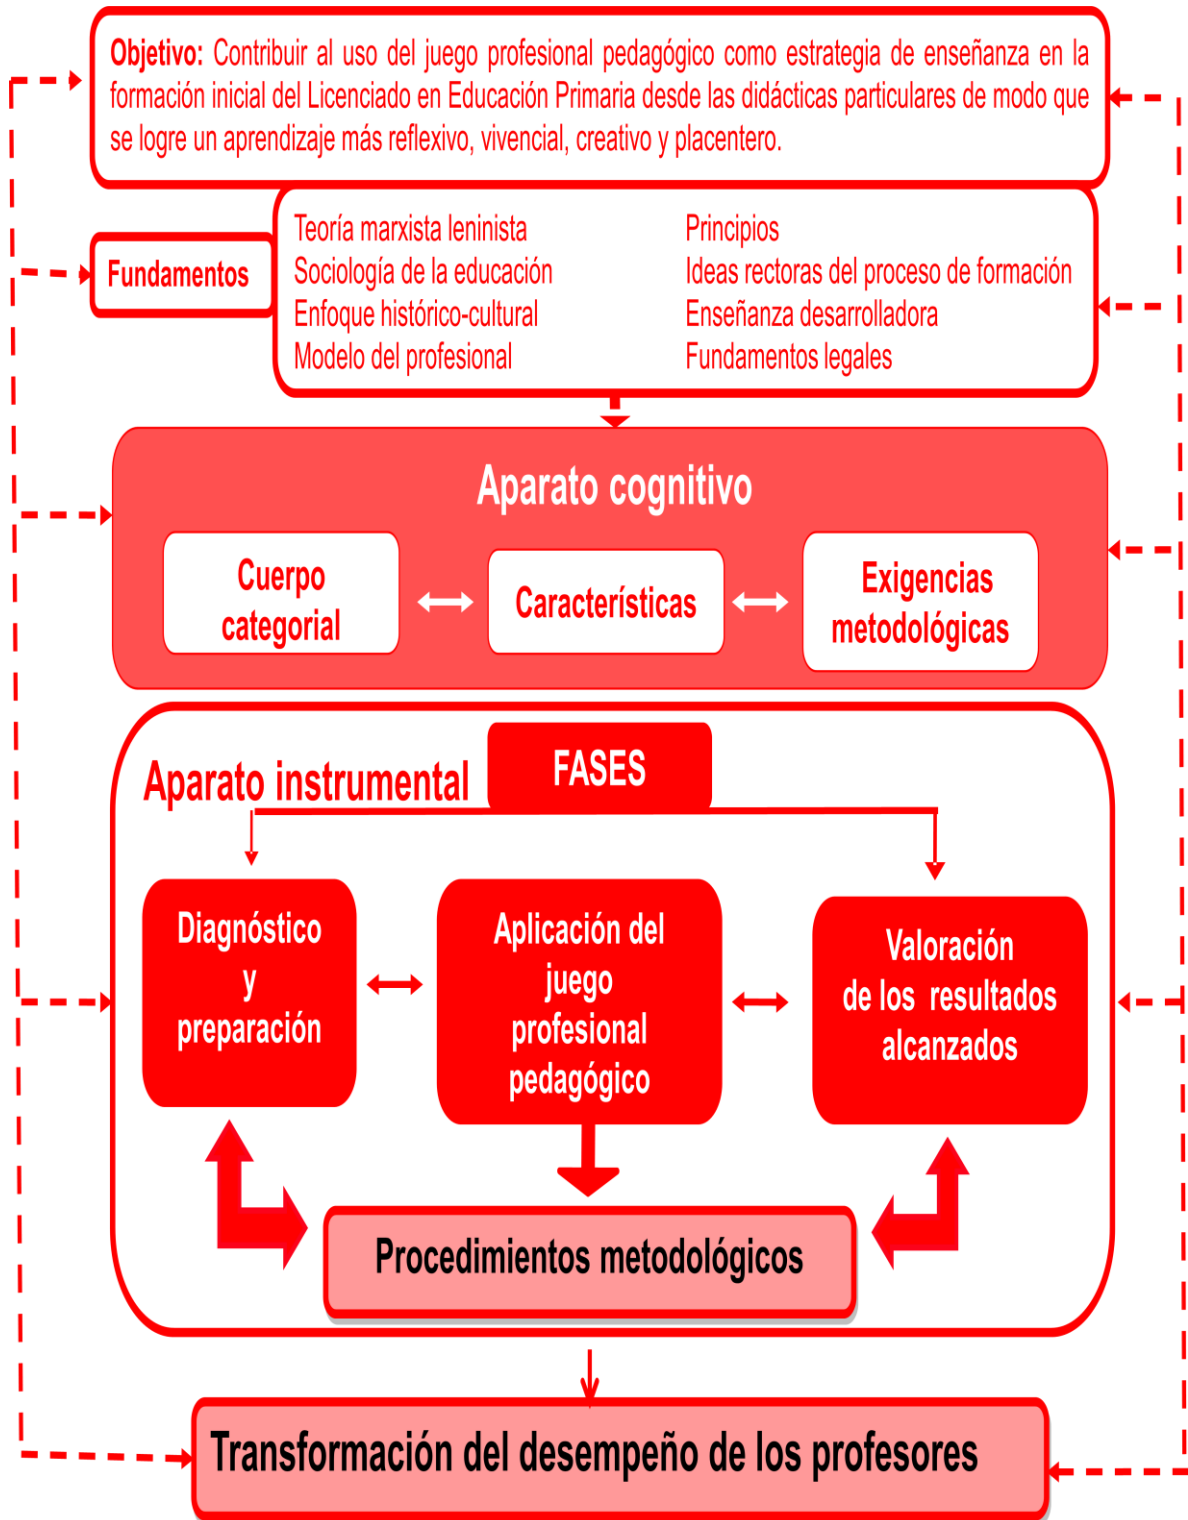 Objetivo: Contribuir al uso del juego profesional pedagógico como estrategia de enseñanza en la
formación inicial del Licenciado en Educación Primaria desde las didácticas particulares de modo que
se logre un aprendizaje más reflexivo, vivencial, creativo y placentero.
Fundamentos
Teoría marxista leninista
Sociología de la educación
Enfoque histórico-cultural
Modelo del profesional
Principios
Ideas rectoras del proceso de formación
Enseñanza desarrolladora
Fundamentos legales
Aparato cognitivo
Cuerpo
categorial
Características
Exigencias
metodológicas
Aparato instrumental
FASES
Diagnóstico
y
preparación
Aplicación del
juego
profesional
pedagógico
Valoración
de los resultados
alcanzados
Procedimientos metodológicos
Transformación del desempeño de los profesores